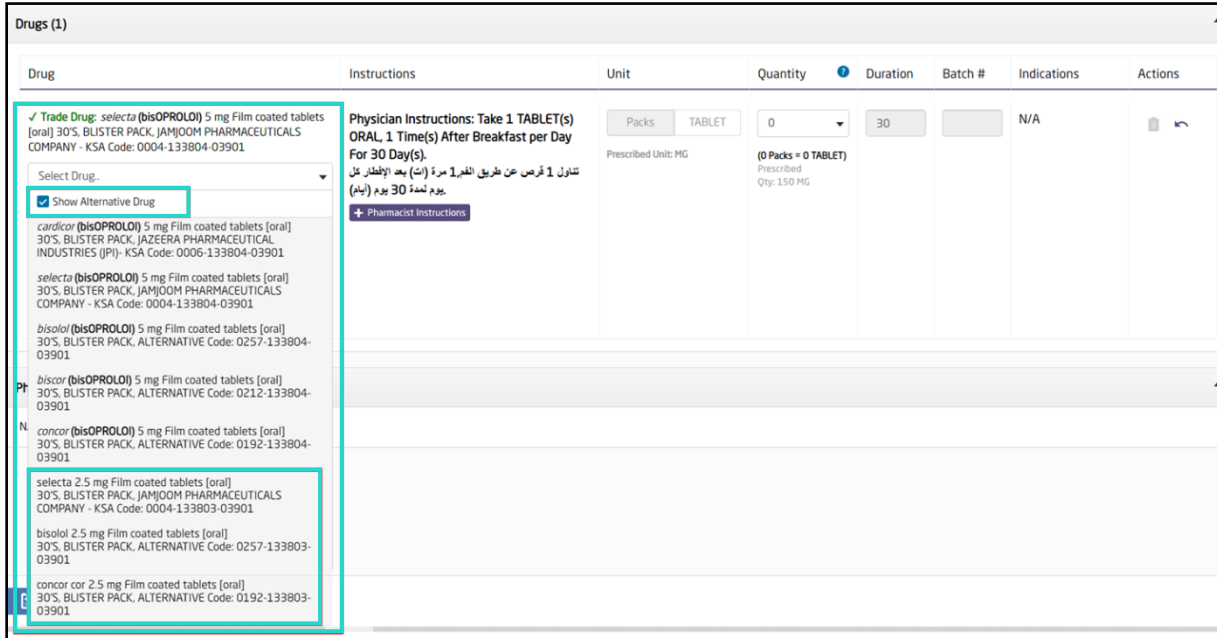 Drugs (1)
Drug Instructions Unit Quantity ? Duration Batch # Indications Actions
✓ Trade Drug: selecta (bisOPROLOl) 5 mg Film coated tablets
[oral] 30'S, BLISTER PACK, JAMJOOM PHARMACEUTICALS
COMPANY - KSA Code: 0004-133804-03901
Select Drug..
Show Alternative Drug
cardicor (bisOPROLOl) 5 mg Film coated tablets [oral]
30'S, BLISTER PACK, JAZEERA PHARMACEUTICAL
INDUSTRIES (JPI)- KSA Code: 0006-133804-03901
selecta (bisOPROLOl) 5 mg Film coated tablets [oral]
30'S, BLISTER PACK, JAMJOOM PHARMACEUTICALS
COMPANY - KSA Code: 0004-133804-03901
bisolol (bisOPROLOl) 5 mg Film coated tablets [oral]
30'S, BLISTER PACK, ALTERNATIVE Code: 0257-133804-
03901
biscor (bisOPROLOl) 5 mg Film coated tablets [oral]
30'S, BLISTER PACK, ALTERNATIVE Code: 0212-133804-
03901
concor (bisOPROLOl) 5 mg Film coated tablets [oral]
30'S, BLISTER PACK, ALTERNATIVE Code: 0192-133804-
03901
selecta 2.5 mg Film coated tablets [oral]
30'S, BLISTER PACK, JAMJOOM PHARMACEUTICALS
COMPANY - KSA Code: 0004-133803-03901
bisolol 2.5 mg Film coated tablets [oral]
30'S, BLISTER PACK, ALTERNATIVE Code: 0257-133803-
03901
concor cor 2.5 mg Film coated tablets [oral]
30'S, BLISTER PACK, ALTERNATIVE Code: 0192-133803-
03901
Physician Instructions: Take 1 TABLET(s)
ORAL, 1 Time(s) After Breakfast per Day
For 30 Day(s).
تناول 1 قرص عن طريق الفم,1 مرة (ات) بعد الإفطار كل
يوم لمدة 30 يوم (أيام).
+ Pharmacist Instructions
Packs TABLET
Prescribed Unit: MG
0
(0 Packs = 0 TABLET)
Prescribed
Qty: 150 MG
30
N/A
Ph
N